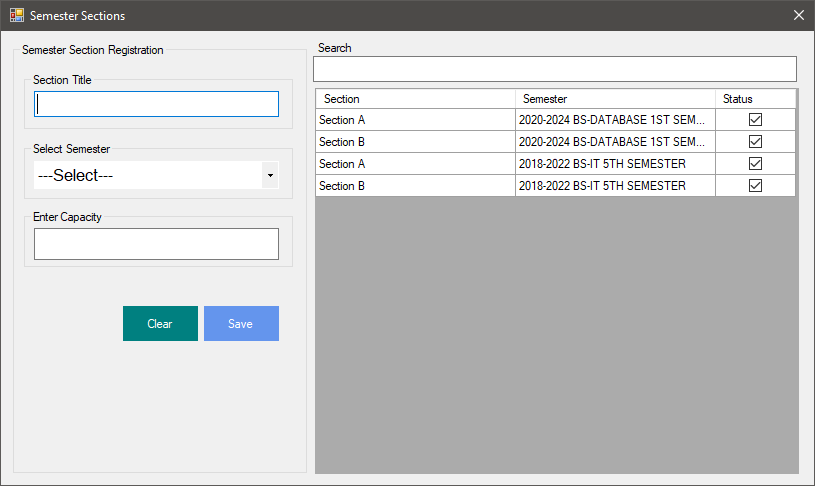 Semester Sections
Semester Section Registration
Section Title
Select Semester
---Select---
Enter Capacity
Clear Save
Search
Section Semester Status
Section A 2020-2024 BS-DATABASE 1ST SEM...
Section B 2020-2024 BS-DATABASE 1ST SEM...
Section A 2018-2022 BS-IT 5TH SEMESTER
Section B 2018-2022 BS-IT 5TH SEMESTER